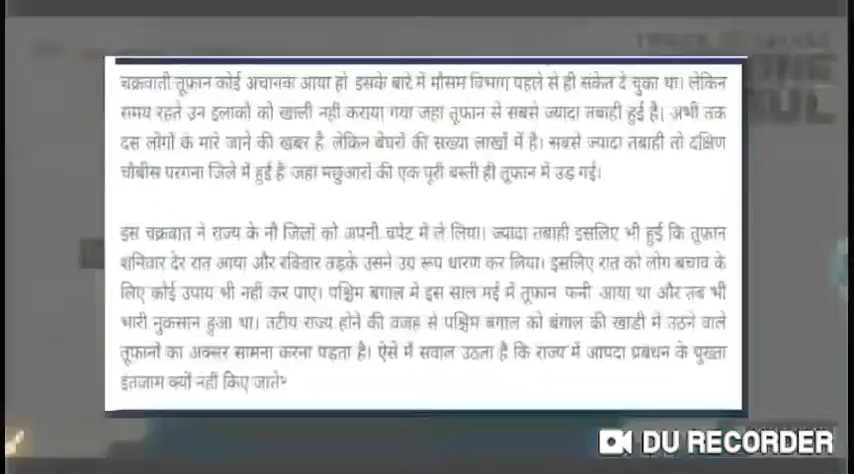 चक्रवाती तूफान कोई अचानक आया हो इसके बारे में मौसम विभाग पहले से ही संकेत दे चुका था। लेकिन
समय रहते उन इलाकों को खाली नहीं कराया गया जहां तूफान से सबसे ज्यादा तबाही हुई है। अभी तक
दस लोगों के मारे जाने की खबर है, लेकिन बेघरों की संख्या लाखों में है। सबसे ज्यादा तबाही तो दक्षिण
चौबीस परगना जिले में हुई है जहां मछुआरों की एक पूरी बस्ती ही तूफान में उड़ गई।
इस चक्रवात ने राज्य के नौ जिलों को अपनी चपेट में ले लिया। ज्यादा तबाही इसलिए भी हुई कि तूफान
शनिवार देर रात आया और रविवार तड़के उसने उग्र रूप धारण कर लिया। इसलिए रात को लोग बचाव के
लिए कोई उपाय भी नहीं कर पाए। पश्चिम बंगाल में इस साल मई में तूफान फनी आया था और तब भी
भारी नुकसान हुआ था। तटीय राज्य होने की वजह से पश्चिम बंगाल को बंगाल की खाड़ी में उठने वाले
तूफानों का अक्सर सामना करना पड़ता है। ऐसे में सवाल उठता है कि राज्य में आपदा प्रबंधन के पुख्ता
इंतजाम क्यों नहीं किए जाते
DU RECORDER